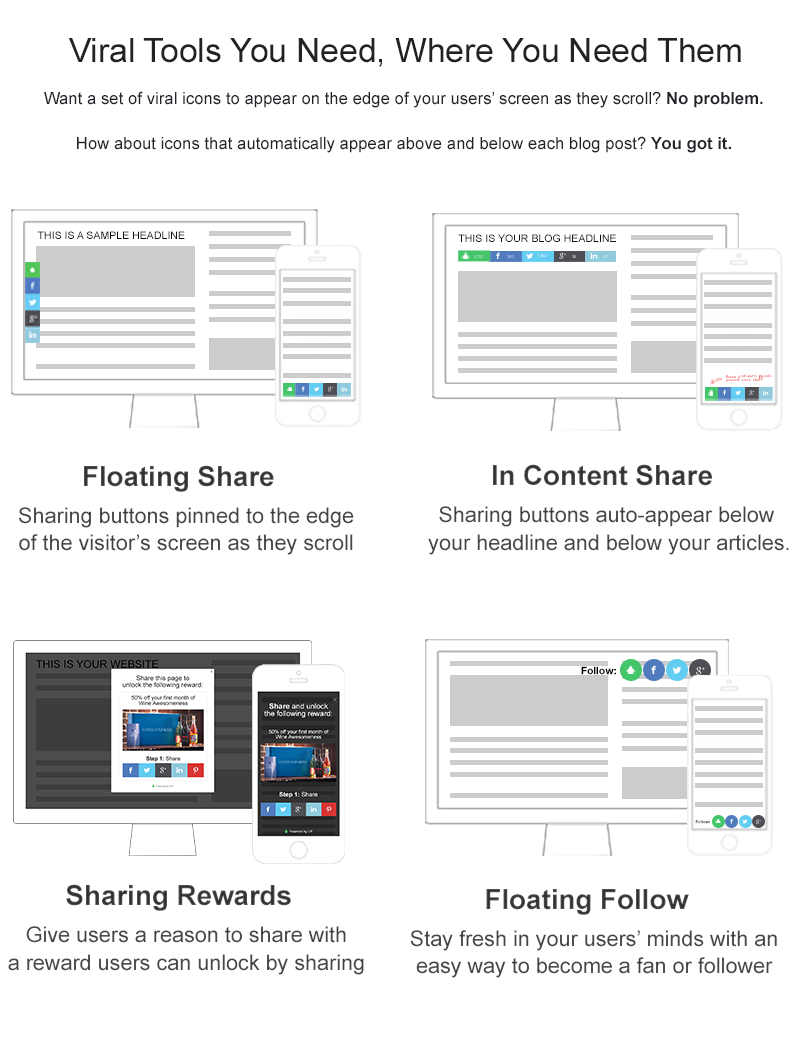 Viral Tools You Need, Where You Need Them
Want a set of viral icons to appear on the edge of your users’ screen as they scroll? No problem.
How about icons that automatically appear above and below each blog post? You got it.
THIS IS A SAMPLE HEADLINE
THIS IS YOUR BLOG HEADLINE
Floating Share
Sharing buttons pinned to the edge
of the visitor’s screen as they scroll
In Content Share
Sharing buttons auto-appear below
your headline and below your articles.
THIS IS YOUR WEBSITE
Share this page to
unlock the following reward:
50% off your first month of
Wine Awesomeness
Step 1: Share
Share and unlock
the following reward:
50% off your first month of
Wine Awesomeness
Step 1: Share
Powered by
Follow:
Follow:
Sharing Rewards
Give users a reason to share with
a reward users can unlock by sharing
Floating Follow
Stay fresh in your users’ minds with an
easy way to become a fan or follower